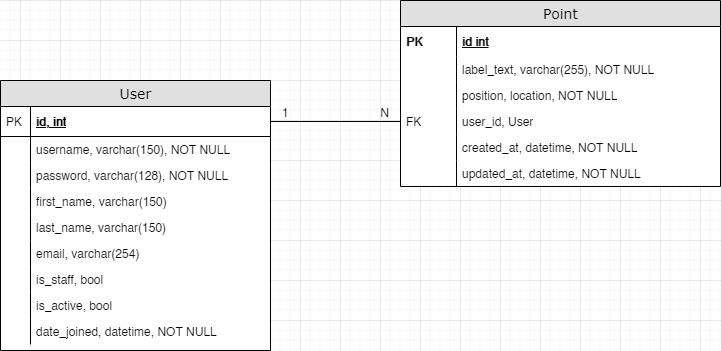 User
PK id, int
username, varchar(150), NOT NULL
password, varchar(128), NOT NULL
first_name, varchar(150)
last_name, varchar(150)
email, varchar(254)
is_staff, bool
is_active, bool
date_joined, datetime, NOT NULL
1 N
Point
PK id int
label_text, varchar(255), NOT NULL
position, location, NOT NULL
FK user_id, User
created_at, datetime, NOT NULL
updated_at, datetime, NOT NULL